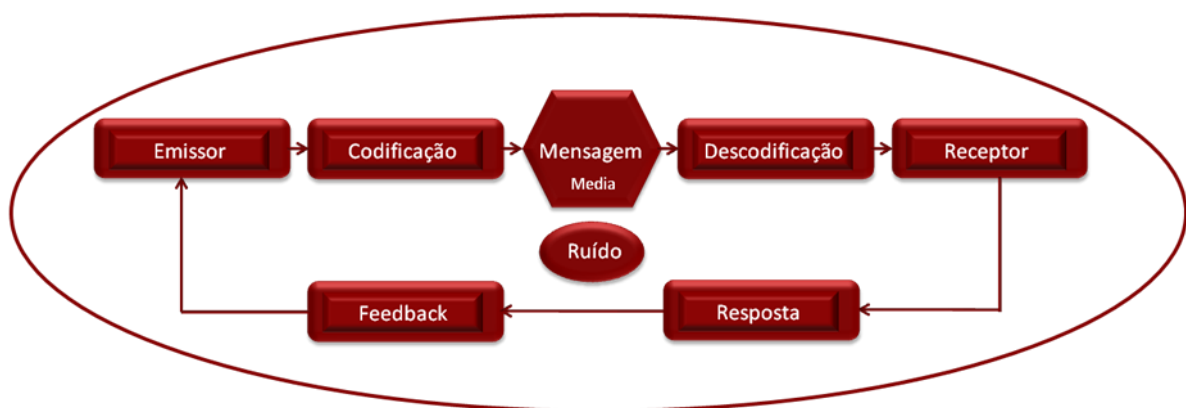 Emissor
Codificação
Mensagem
Media
Descodificação
Receptor
Ruído
Feedback
Resposta